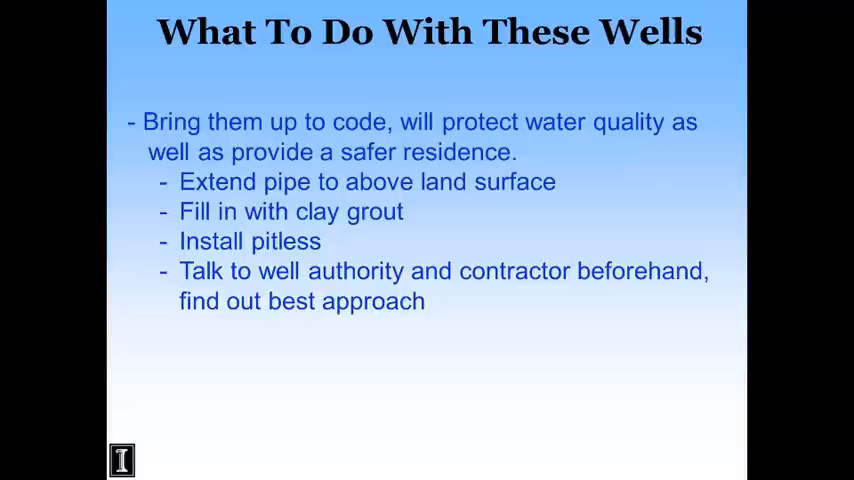 What To Do With These Wells
- Bring them up to code, will protect water quality as
well as provide a safer residence.
- Extend pipe to above land surface
- Fill in with clay grout
- Install pitless
- Talk to well authority and contractor beforehand,
find out best approach
I